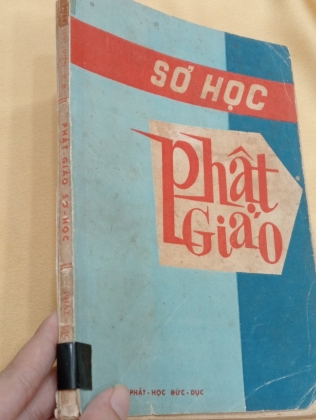 SƠ HỌC
Phật
Giáo
PHẬT - HỌC ĐỨC - DỤC
PHẬT GIÁO SƠ - HỌC